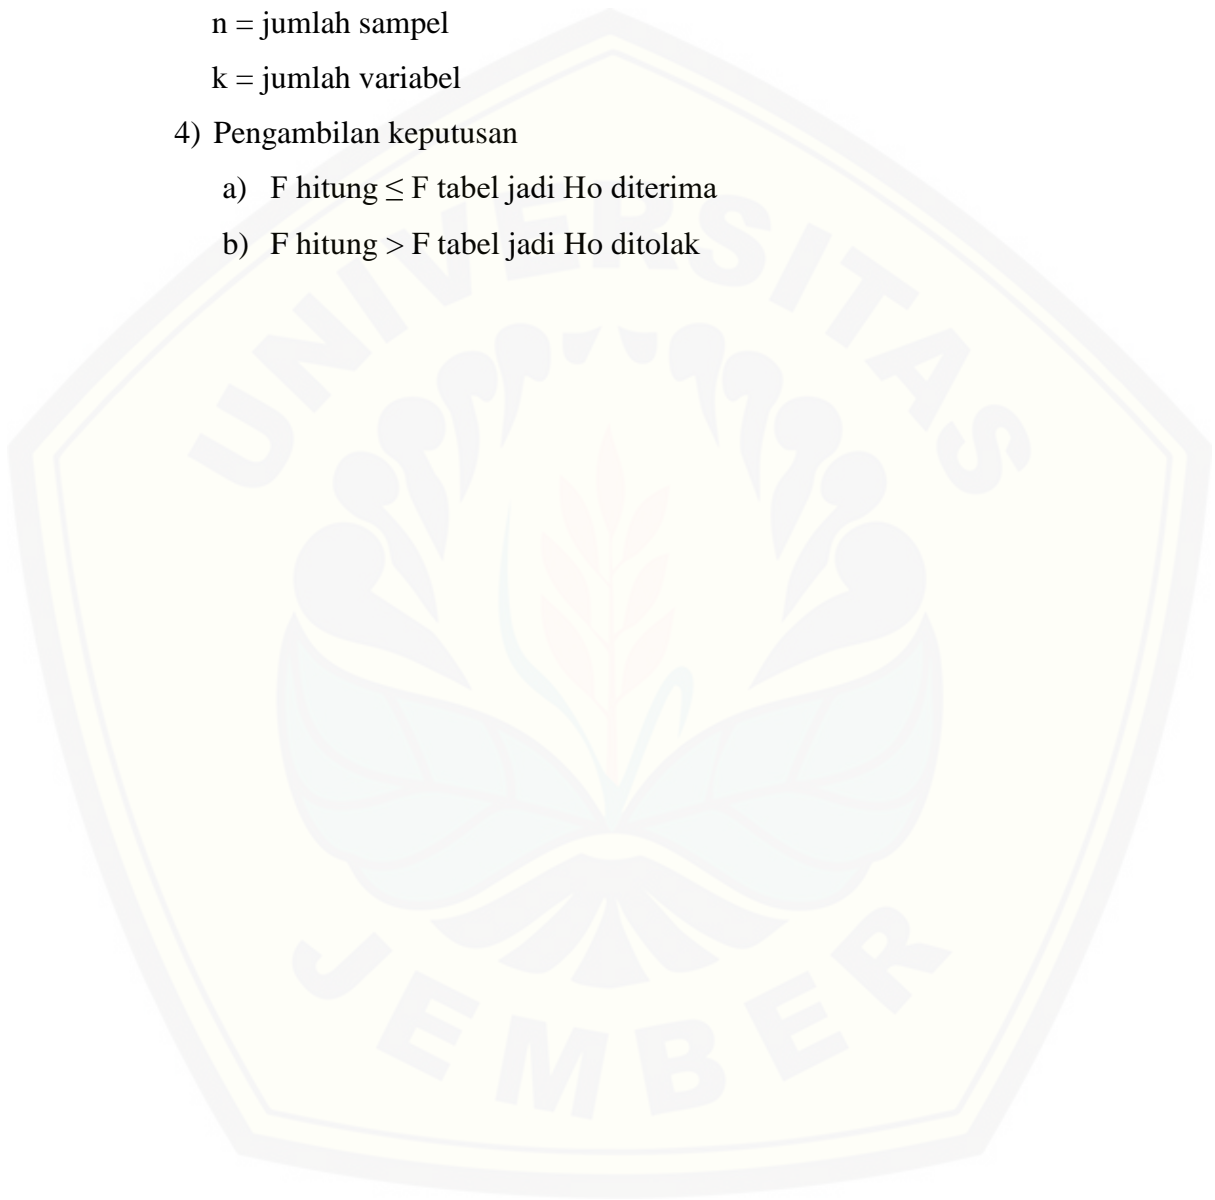 n = jumlah sampel
k = jumlah variabel
4) Pengambilan keputusan
a) F hitung ≤ F tabel jadi Ho diterima
b) F hitung > F tabel jadi Ho ditolak
UNIVERSITAS
JEMBER